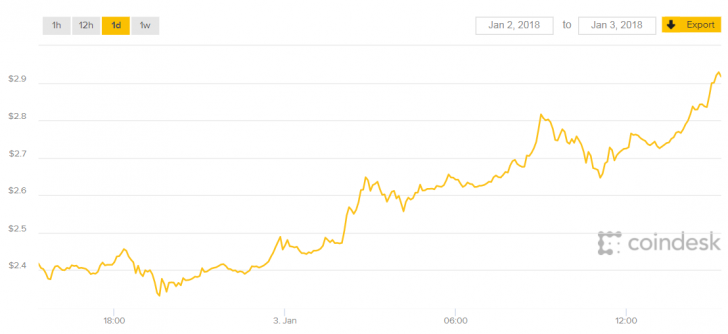 1h 12h 1d 1w Jan 2, 2018 to Jan 3, 2018 Export
$2.9
$2.8
$2.7
$2.6
$2.5
$2.4
coindesk
18:00 3. Jan 06:00 12:00